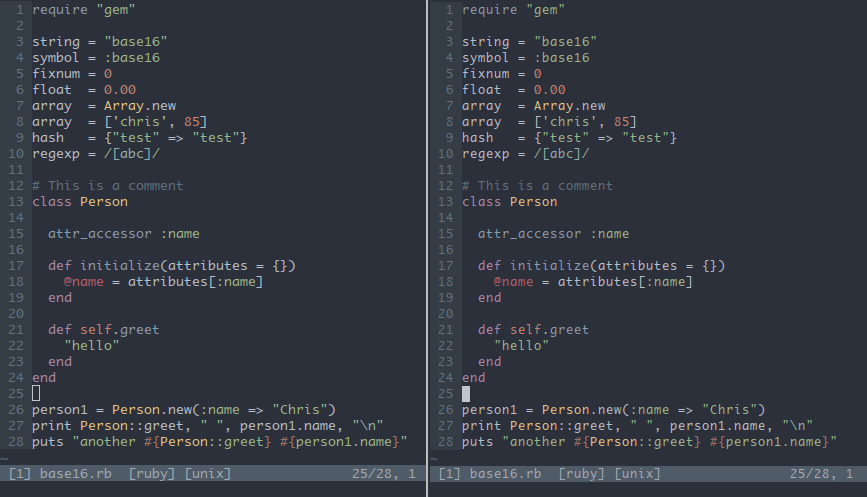 1 require "gem"
2
3 string = "base16"
4 symbol = :base16
5 fixnum = 0
6 float  = 0.00
7 array  = Array.new
8 array  = ['chris', 85]
9 hash   = {"test" => "test"}
10 regexp = /[abc]/
11
12 # This is a comment
13 class Person
14
15   attr_accessor :name
16
17   def initialize(attributes = {})
18     @name = attributes[:name]
19   end
20
21   def self.greet
22     "hello"
23   end
24 end
25
26 person1 = Person.new(:name => "Chris")
27 print Person::greet, " ", person1.name, "\n"
28 puts "another #{Person::greet} #{person1.name}"
~
[1] base16.rb  [ruby] [unix] 25/28, 1
1 require "gem"
2
3 string = "base16"
4 symbol = :base16
5 fixnum = 0
6 float  = 0.00
7 array  = Array.new
8 array  = ['chris', 85]
9 hash   = {"test" => "test"}
10 regexp = /[abc]/
11
12 # This is a comment
13 class Person
14
15   attr_accessor :name
16
17   def initialize(attributes = {})
18     @name = attributes[:name]
19   end
20
21   def self.greet
22     "hello"
23   end
24 end
25
26 person1 = Person.new(:name => "Chris")
27 print Person::greet, " ", person1.name, "\n"
28 puts "another #{Person::greet} #{person1.name}"
~
[1] base16.rb  [ruby] [unix] 25/28, 1